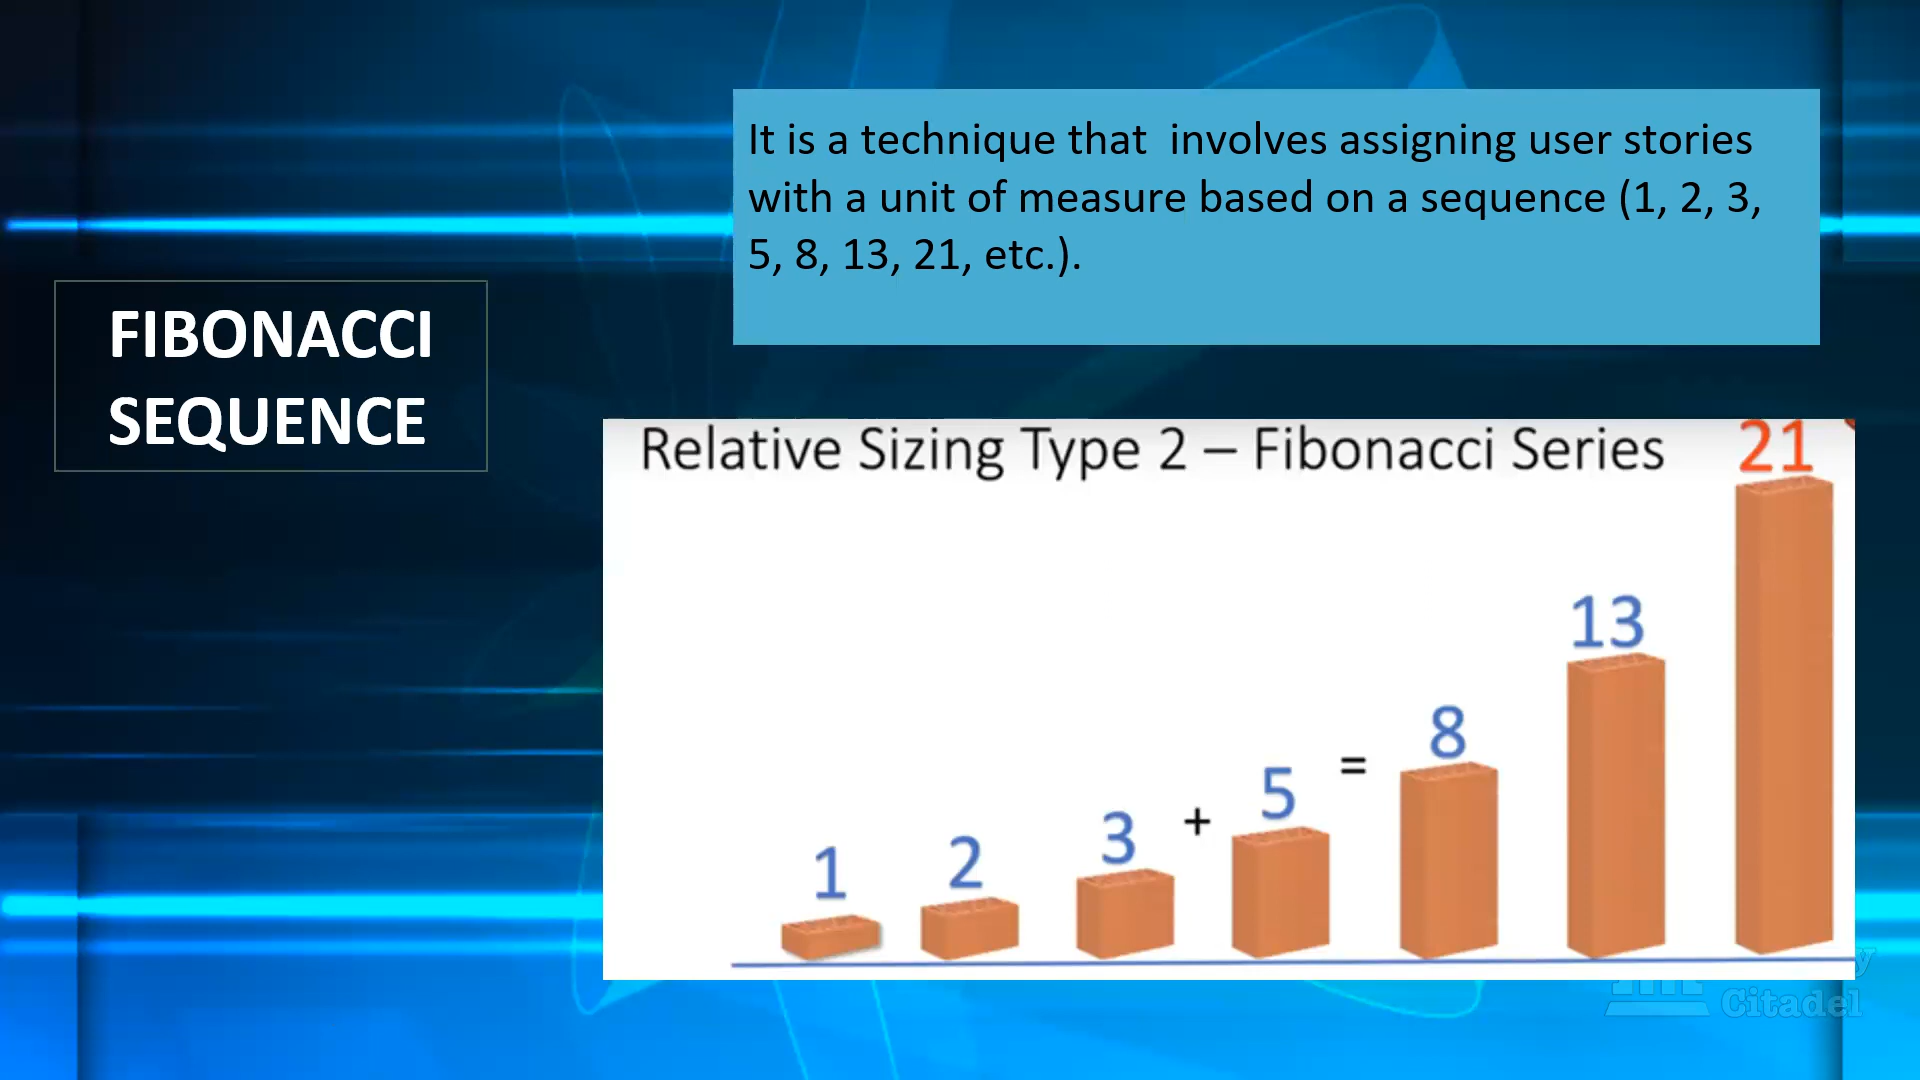 FIBONACCI
SEQUENCE
It is a technique that  involves assigning user stories
with a unit of measure based on a sequence (1, 2, 3,
5, 8, 13, 21, etc.).
Relative Sizing Type 2 – Fibonacci Series
21
13
8
=
5
+
3
2
1
Citadel